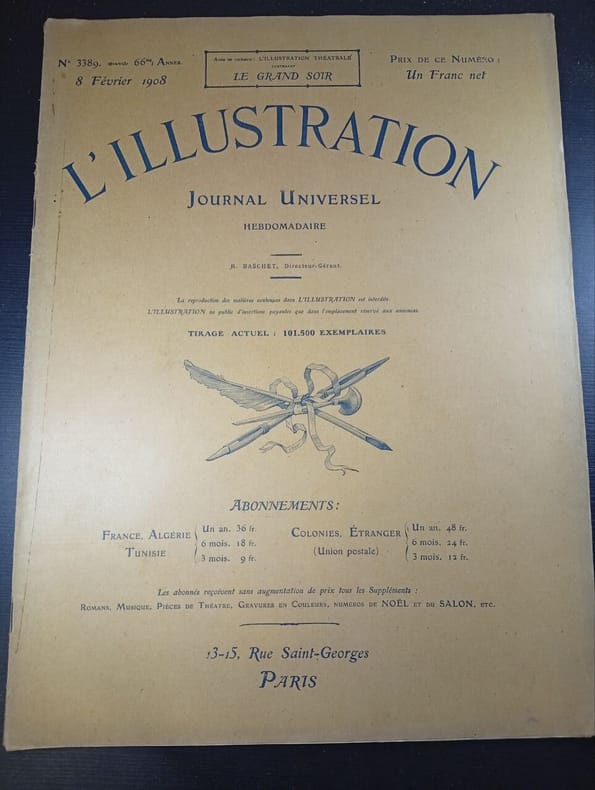 N° 3389. 66me Année.
8 Février 1908
Avec ce numéro : L'ILLUSTRATION THÉATRALE
CONTENANT
LE GRAND SOIR
Prix de ce Numéro :
Un Franc net
L'ILLUSTRATION
Journal Universel
HEBDOMADAIRE
R. BASCHET, Directeur-Gérant.
La reproduction des matières contenues dans L'ILLUSTRATION est interdite.
L'ILLUSTRATION ne publie d'insertions payantes que dans l'emplacement réservé aux annonces.
TIRAGE ACTUEL : 101.500 EXEMPLAIRES
ABONNEMENTS :
France, Algérie
Tunisie
Un an. 36 fr.
6 mois. 18 fr.
3 mois. 9 fr.
Colonies, Étranger
(Union postale)
Un an. 48 fr.
6 mois. 24 fr.
3 mois. 12 fr.
Les abonnés reçoivent sans augmentation de prix tous les Suppléments :
Romans, Musique, Pièces de Théatre, Gravures en Couleurs, numéros de NOËL et du SALON, etc.
13-15, Rue Saint-Georges
PARIS